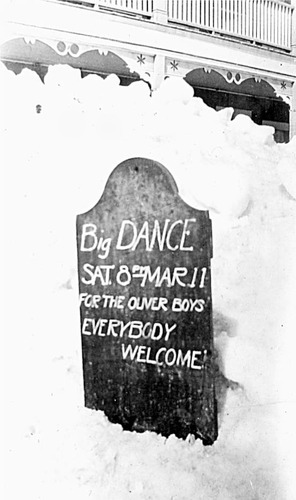 Big DANCE
SAT. 8PM MAR 11
FOR THE OLIVER BOYS
EVERYBODY
WELCOME